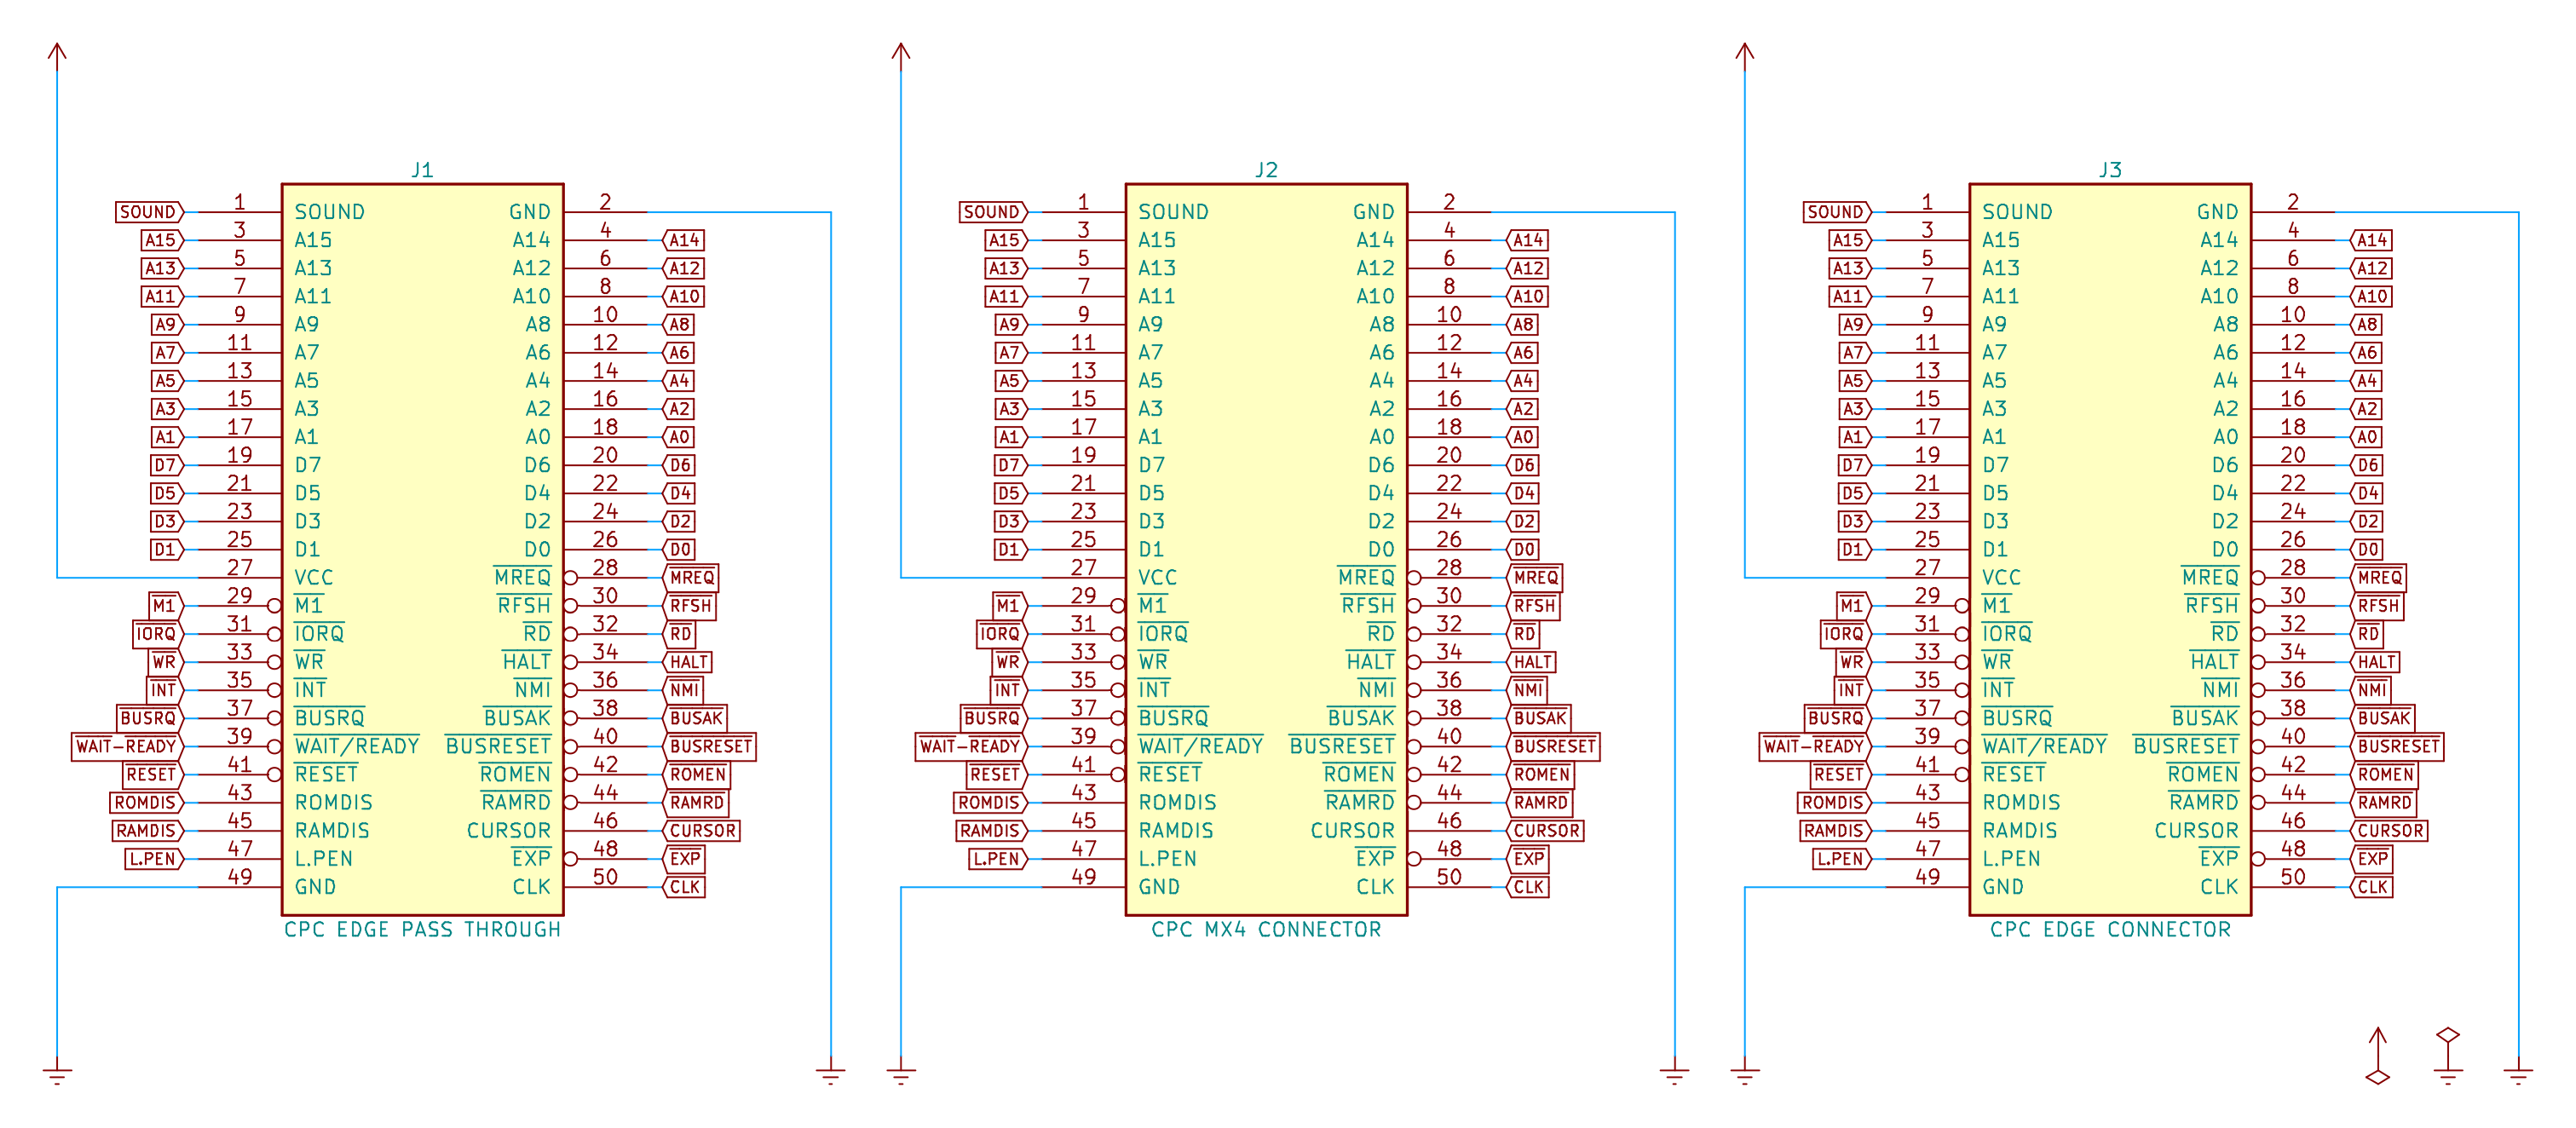 J1
SOUND 1 SOUND GND 2
A15 3 A15 A14 4 A14
A13 5 A13 A12 6 A12
A11 7 A11 A10 8 A10
A9 9 A9 A8 10 A8
A7 11 A7 A6 12 A6
A5 13 A5 A4 14 A4
A3 15 A3 A2 16 A2
A1 17 A1 A0 18 A0
D7 19 D7 D6 20 D6
D5 21 D5 D4 22 D4
D3 23 D3 D2 24 D2
D1 25 D1 D0 26 D0
27 VCC MREQ 28 MREQ
M1 29 M1 RFSH 30 RFSH
IORQ 31 IORQ RD 32 RD
WR 33 WR HALT 34 HALT
INT 35 INT NMI 36 NMI
BUSRQ 37 BUSRQ BUSAK 38 BUSAK
WAIT-READY 39 WAIT/READY BUSRESET 40 BUSRESET
RESET 41 RESET ROMEN 42 ROMEN
ROMDIS 43 ROMDIS RAMRD 44 RAMRD
RAMDIS 45 RAMDIS CURSOR 46 CURSOR
L.PEN 47 L.PEN EXP 48 EXP
49 GND CLK 50 CLK
CPC EDGE PASS THROUGH
J2
SOUND 1 SOUND GND 2
A15 3 A15 A14 4 A14
A13 5 A13 A12 6 A12
A11 7 A11 A10 8 A10
A9 9 A9 A8 10 A8
A7 11 A7 A6 12 A6
A5 13 A5 A4 14 A4
A3 15 A3 A2 16 A2
A1 17 A1 A0 18 A0
D7 19 D7 D6 20 D6
D5 21 D5 D4 22 D4
D3 23 D3 D2 24 D2
D1 25 D1 D0 26 D0
27 VCC MREQ 28 MREQ
M1 29 M1 RFSH 30 RFSH
IORQ 31 IORQ RD 32 RD
WR 33 WR HALT 34 HALT
INT 35 INT NMI 36 NMI
BUSRQ 37 BUSRQ BUSAK 38 BUSAK
WAIT-READY 39 WAIT/READY BUSRESET 40 BUSRESET
RESET 41 RESET ROMEN 42 ROMEN
ROMDIS 43 ROMDIS RAMRD 44 RAMRD
RAMDIS 45 RAMDIS CURSOR 46 CURSOR
L.PEN 47 L.PEN EXP 48 EXP
49 GND CLK 50 CLK
CPC MX4 CONNECTOR
J3
SOUND 1 SOUND GND 2
A15 3 A15 A14 4 A14
A13 5 A13 A12 6 A12
A11 7 A11 A10 8 A10
A9 9 A9 A8 10 A8
A7 11 A7 A6 12 A6
A5 13 A5 A4 14 A4
A3 15 A3 A2 16 A2
A1 17 A1 A0 18 A0
D7 19 D7 D6 20 D6
D5 21 D5 D4 22 D4
D3 23 D3 D2 24 D2
D1 25 D1 D0 26 D0
27 VCC MREQ 28 MREQ
M1 29 M1 RFSH 30 RFSH
IORQ 31 IORQ RD 32 RD
WR 33 WR HALT 34 HALT
INT 35 INT NMI 36 NMI
BUSRQ 37 BUSRQ BUSAK 38 BUSAK
WAIT-READY 39 WAIT/READY BUSRESET 40 BUSRESET
RESET 41 RESET ROMEN 42 ROMEN
ROMDIS 43 ROMDIS RAMRD 44 RAMRD
RAMDIS 45 RAMDIS CURSOR 46 CURSOR
L.PEN 47 L.PEN EXP 48 EXP
49 GND CLK 50 CLK
CPC EDGE CONNECTOR